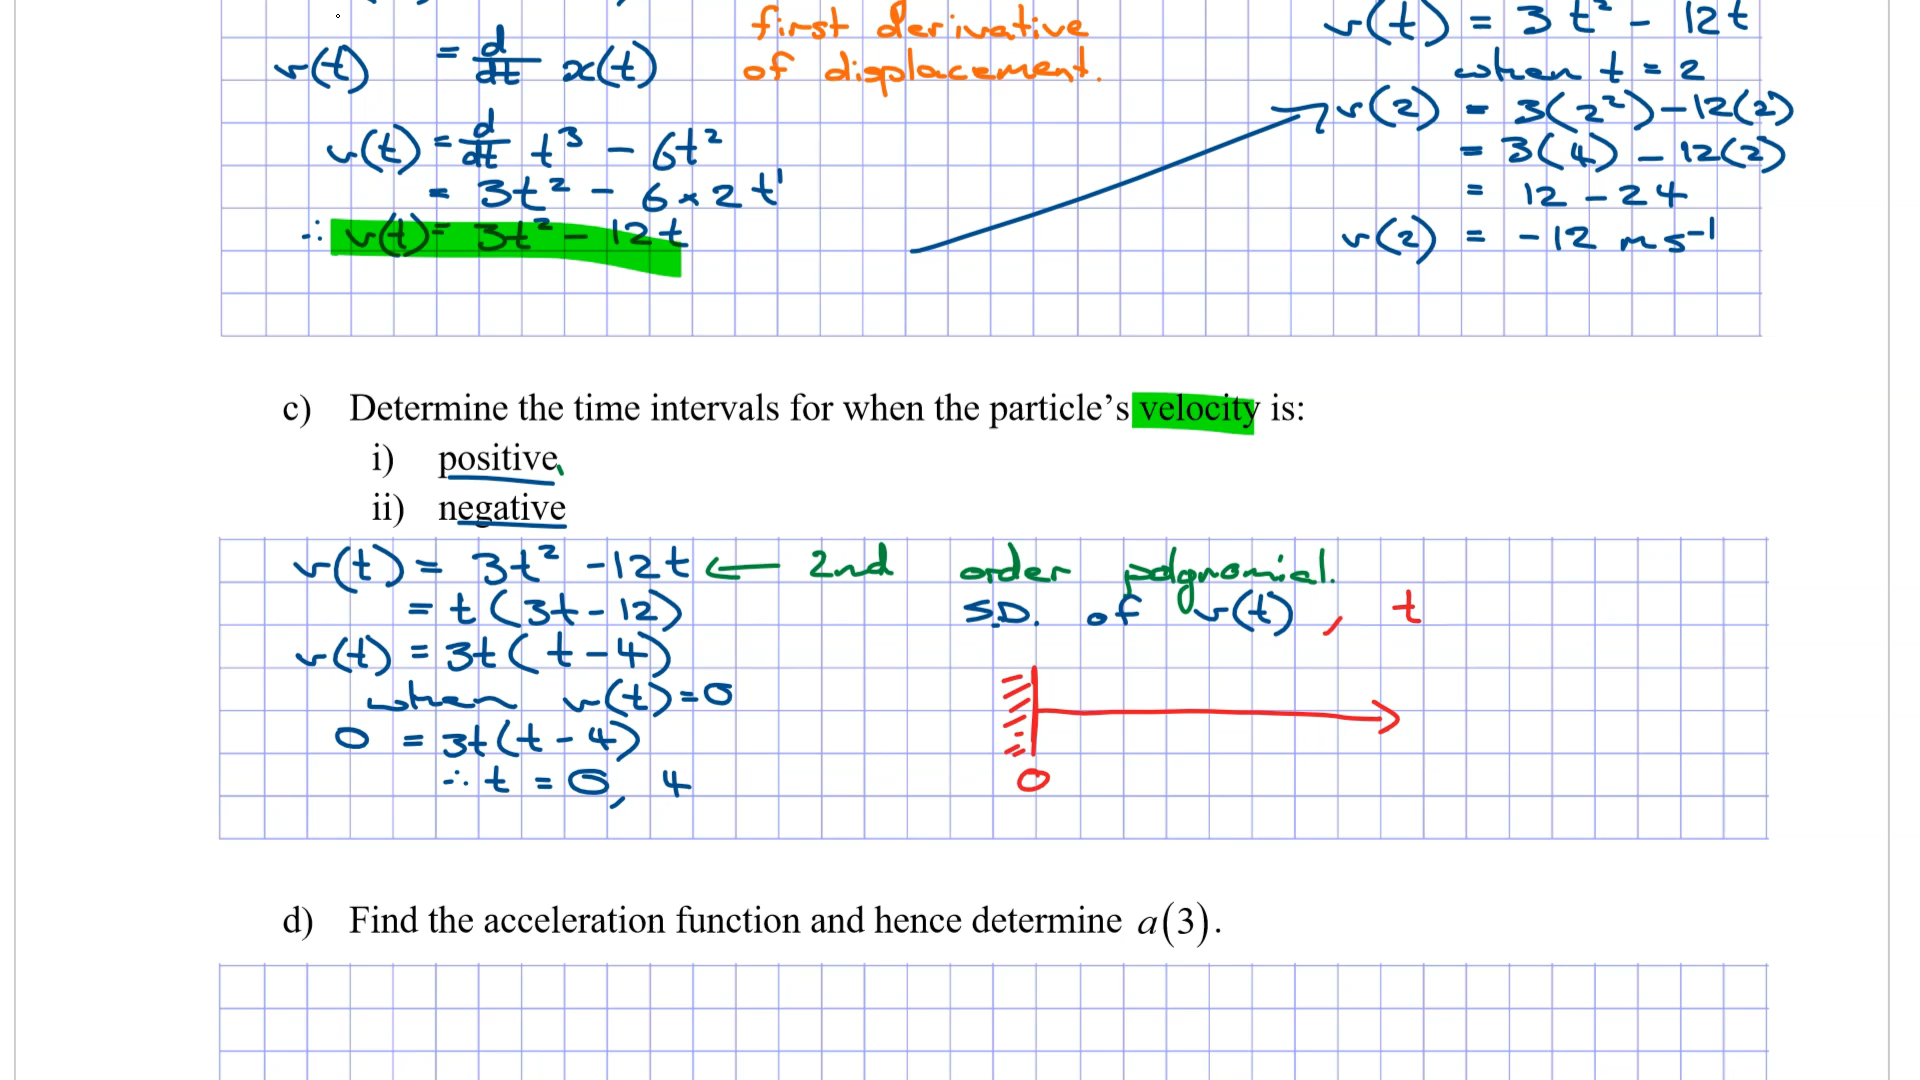 v(t) = d/dt x(t)
v(t) = d/dt t³ - 6t²
= 3t² - 6×2t¹
∴ v(t) = 3t² - 12t
first derivative
of displacement.
v(t) = 3t² - 12t
when t = 2
v(2) = 3(2²)-12(2)
= 3(4) - 12(2)
= 12 - 24
v(2) = -12 ms⁻¹
c) Determine the time intervals for when the particle’s velocity is:
i) positive,
ii) negative
v(t) = 3t² - 12t ← 2nd order polynomial.
= t(3t - 12)
v(t) = 3t(t - 4)
when v(t) = 0
0 = 3t(t - 4)
∴ t = 0, 4
S.D. of v(t), t
0
d) Find the acceleration function and hence determine a(3).